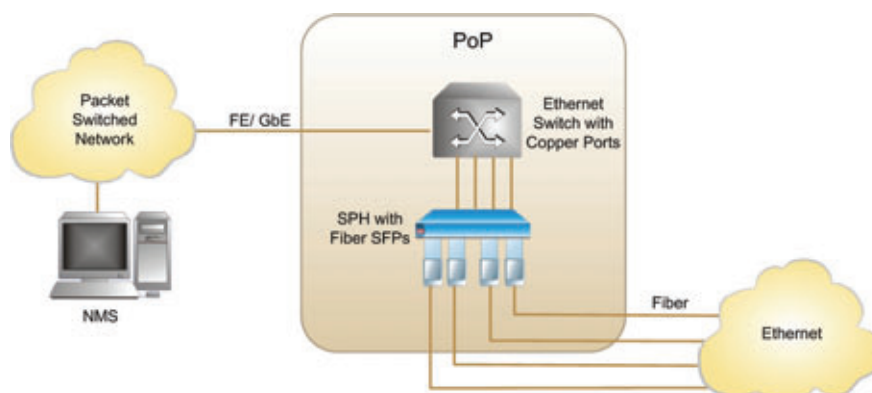 PoP
Packet
Switched
Network
FE/ GbE
Ethernet
Switch with
Copper Ports
SPH with
Fiber SFPs
NMS
Fiber
Ethernet